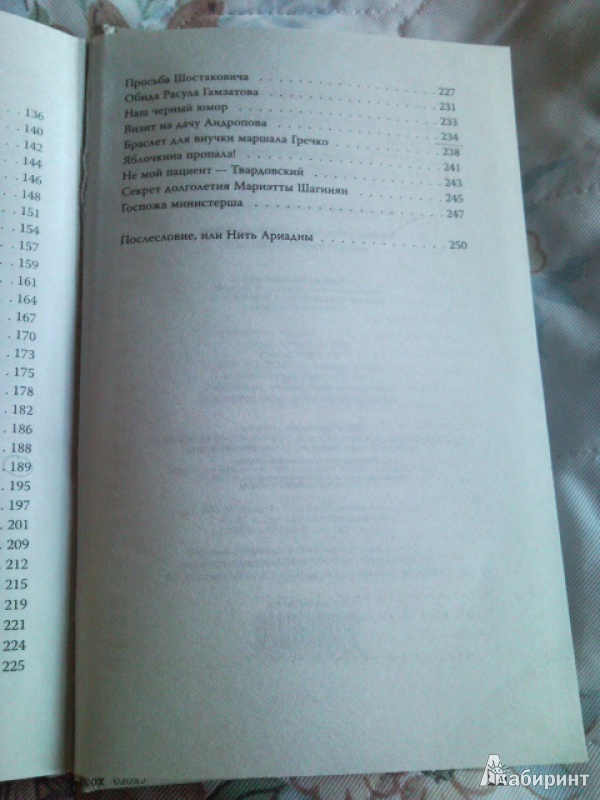 . 136
140
. 142
. 144
. 146
. 148
. 151
. 154
. 157
. 159
. 161
. 164
. 167
. 170
. 173
. 175
. 178
. 182
. 186
. 188
. 189
. 195
. 197
. 201
. 209
. 212
. 215
. 219
. 221
. 224
. 225
Просьба Шостаковича . . . . . . . . . . . . 227
Обида Расула Гамзатова . . . . . . . . . . . 231
Наш черный юмор . . . . . . . . . . . . . 233
Визит на дачу Андропова . . . . . . . . . . 234
Браслет для внучки маршала Гречко . . . . . . 238
Яблочкина пропала! . . . . . . . . . . . . 241
Не мой пациент — Твардовский . . . . . . . . 243
Секрет долголетия Мариэтты Шагинян . . . . . 245
Госпожа министерша . . . . . . . . . . . . 247
Послесловие, или Нить Ариадны . . . . . . . . 250
Лабиринт